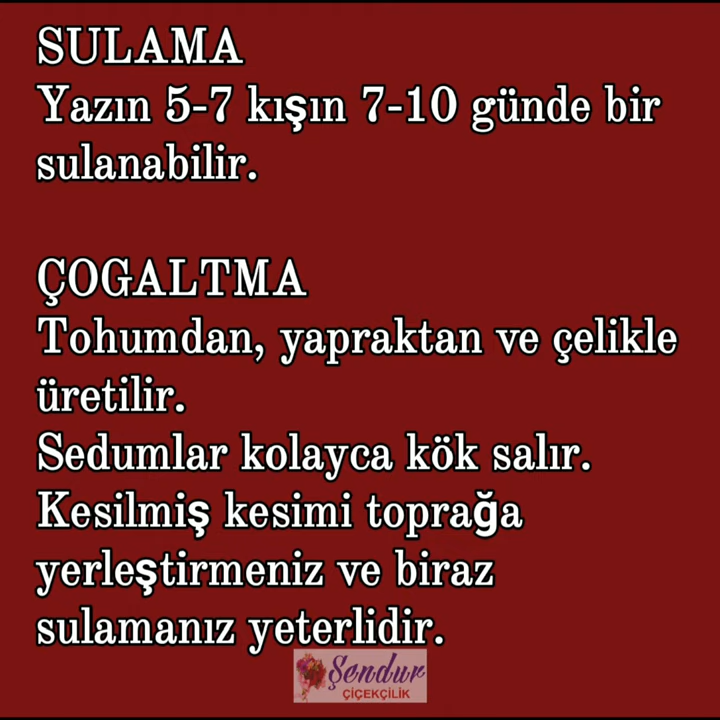 SULAMA
Yazın 5-7 kışın 7-10 günde bir
sulanabilir.
ÇOGALTMA
Tohumdan, yapraktan ve çelikle
üretilir.
Sedumlar kolayca kök salır.
Kesilmiş kesimi toprağa
yerleştirmeniz ve biraz
sulamanız yeterlidir.
Şendur
ÇİÇEKÇİLİK